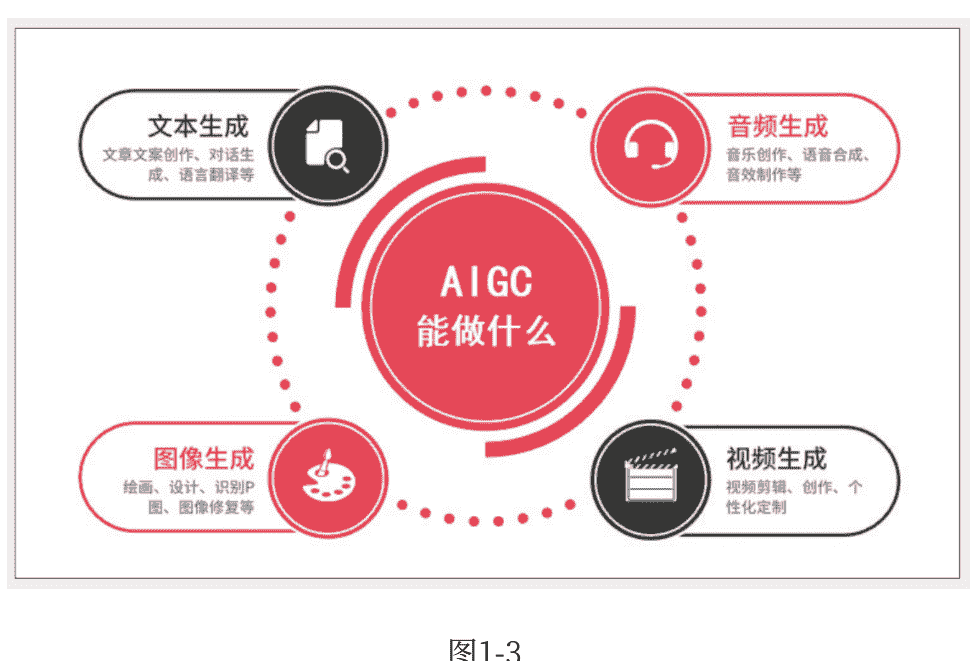 文本生成
文章文案创作、对话生
成、语言翻译等
音频生成
音乐创作、语音合成、
音效制作等
AIGC
能做什么
图像生成
绘画、设计、识别P
图、图像修复等
视频生成
视频剪辑、创作、个
性化定制
图1-3